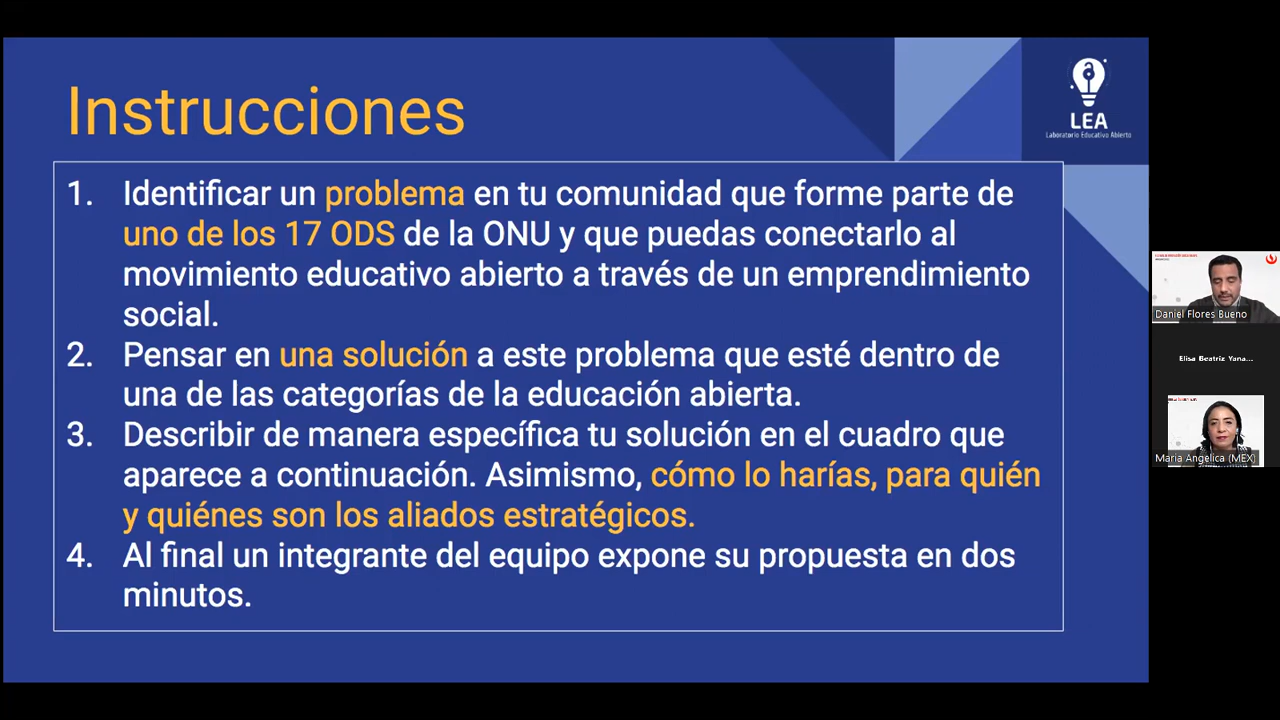 Instrucciones
LEA
Laboratorio Educativo Abierto
1. Identificar un problema en tu comunidad que forme parte de
uno de los 17 ODS de la ONU y que puedas conectarlo al
movimiento educativo abierto a través de un emprendimiento
social.
2. Pensar en una solución a este problema que esté dentro de
una de las categorías de la educación abierta.
3. Describir de manera específica tu solución en el cuadro que
aparece a continuación. Asimismo, cómo lo harías, para quién
y quiénes son los aliados estratégicos.
4. Al final un integrante del equipo expone su propuesta en dos
minutos.
Daniel Flores Bueno
Elisa Beatriz Yana...
Maria Angelica (MEX)